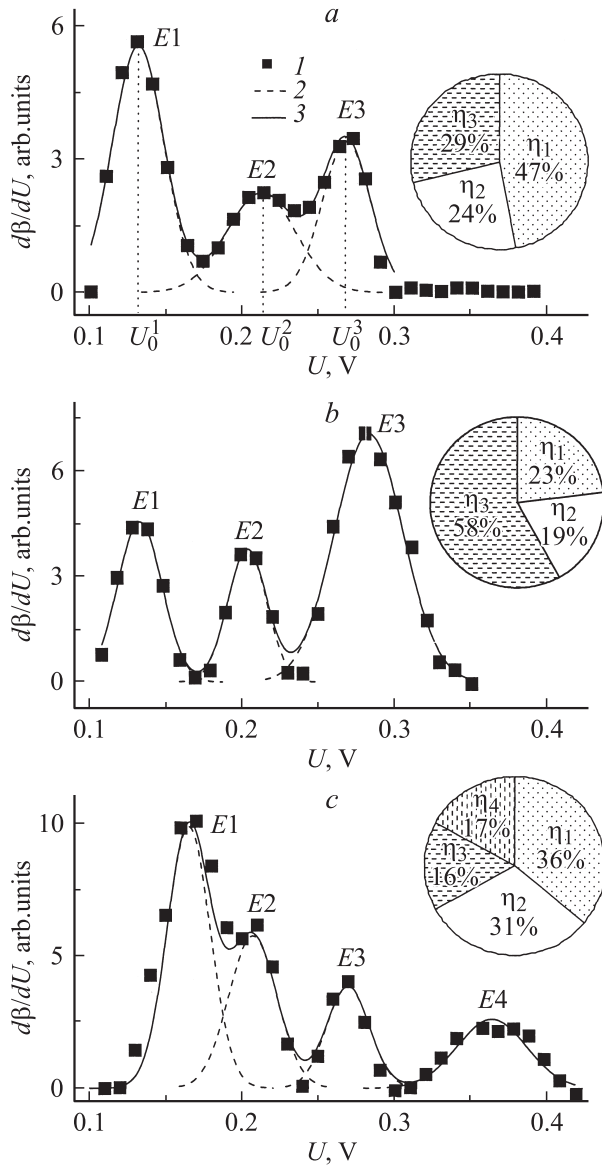 a
6
3
0
dβ/dU, arb.units
E1
E2
E3
1
2
3
η₁
47%
η₂
24%
η₃
29%
0.1 U₀¹ 0.2 U₀² U₀³ 0.3 0.4
U, V
b
6
3
0
dβ/dU, arb.units
E1
E2
E3
η₁
23%
η₂
19%
η₃
58%
0.1 0.2 0.3 0.4
U, V
c
10
5
0
dβ/dU, arb.units
E1
E2
E3
E4
η₄
17%
η₁
36%
η₃
16%
η₂
31%
0.1 0.2 0.3 0.4
U, V